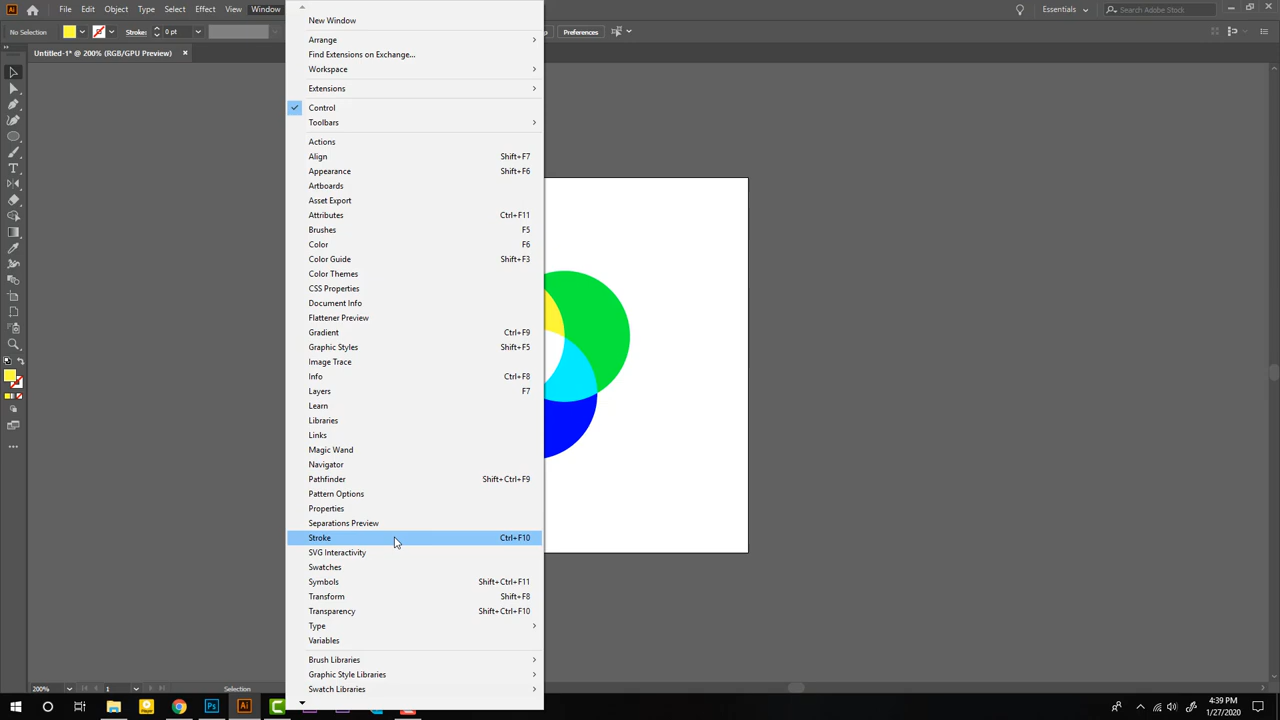 Ai File Edit Object Type Select Effect View Window Essentials Search Adobe Stock
No Selection Stroke: 0 pt Preferences
Untitled-1* @ 200% (RGB/GPU Preview) ×
New Window
Arrange
Find Extensions on Exchange...
Workspace
Extensions
Control
Toolbars
Actions
Align Shift+F7
Appearance Shift+F6
Artboards
Asset Export
Attributes Ctrl+F11
Brushes F5
Color F6
Color Guide Shift+F3
Color Themes
CSS Properties
Document Info
Flattener Preview
Gradient Ctrl+F9
Graphic Styles Shift+F5
Image Trace
Info Ctrl+F8
Layers F7
Learn
Libraries
Links
Magic Wand
Navigator
Pathfinder Shift+Ctrl+F9
Pattern Options
Properties
Separations Preview
Stroke Ctrl+F10
SVG Interactivity
Swatches
Symbols Shift+Ctrl+F11
Transform Shift+F8
Transparency Shift+Ctrl+F10
Type
Variables
Brush Libraries
Graphic Style Libraries
Swatch Libraries
200% 1 Selection
Ps Ai
4:39 PM
1/27/2020